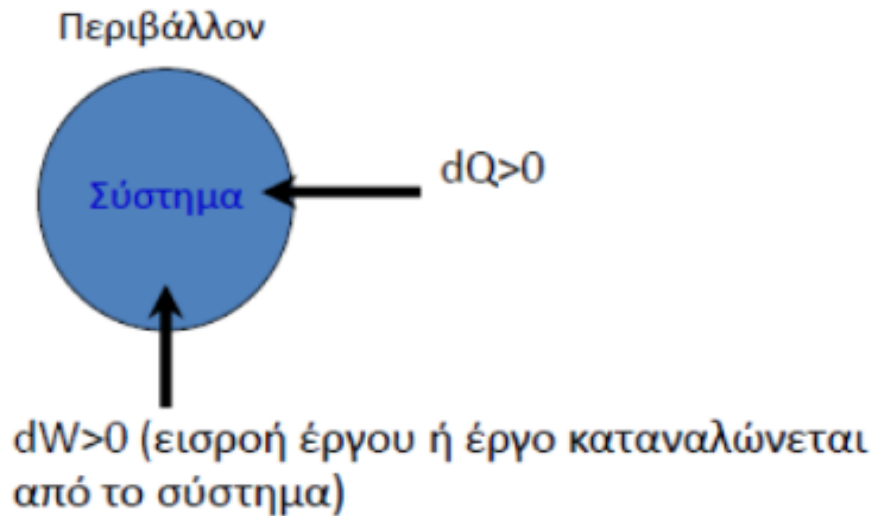 Περιβάλλον
Σύστημα
dQ>0
dW>0 (εισροή έργου ή έργο καταναλώνεται
από το σύστημα)